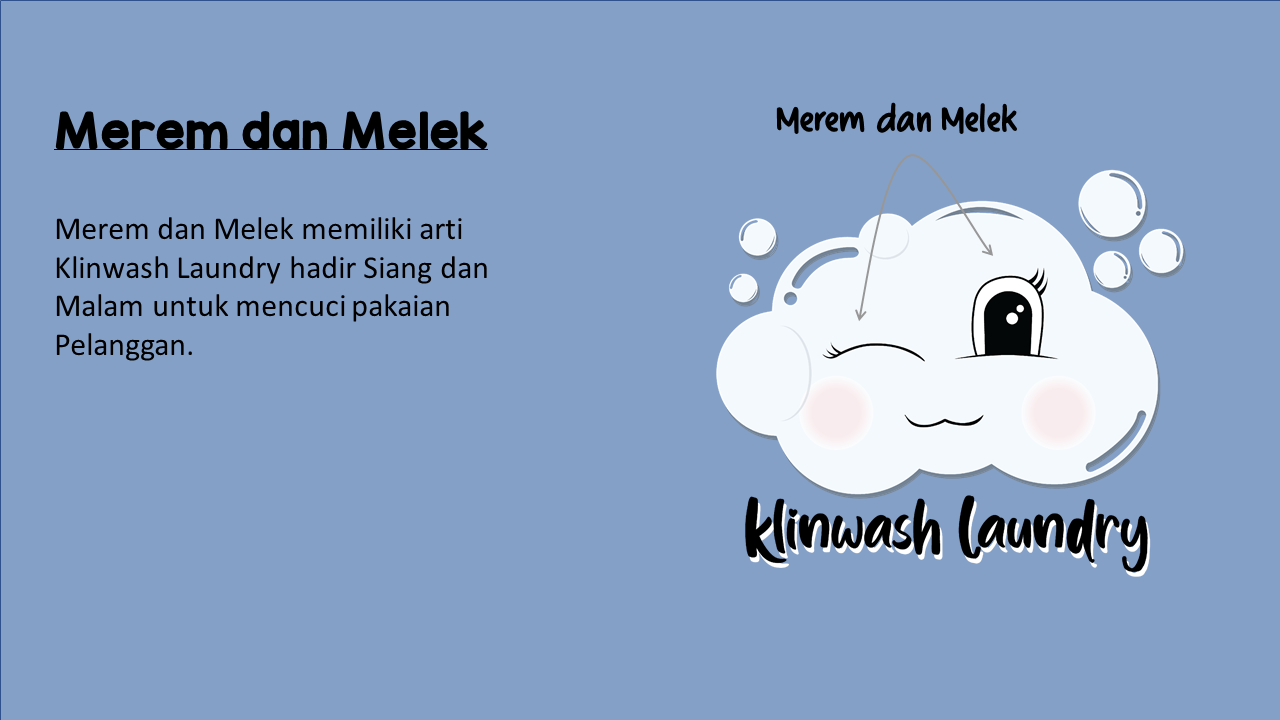 Merem dan Melek
Merem dan Melek memiliki arti
Klinwash Laundry hadir Siang dan
Malam untuk mencuci pakaian
Pelanggan.
Merem dan Melek
klinwash laundry